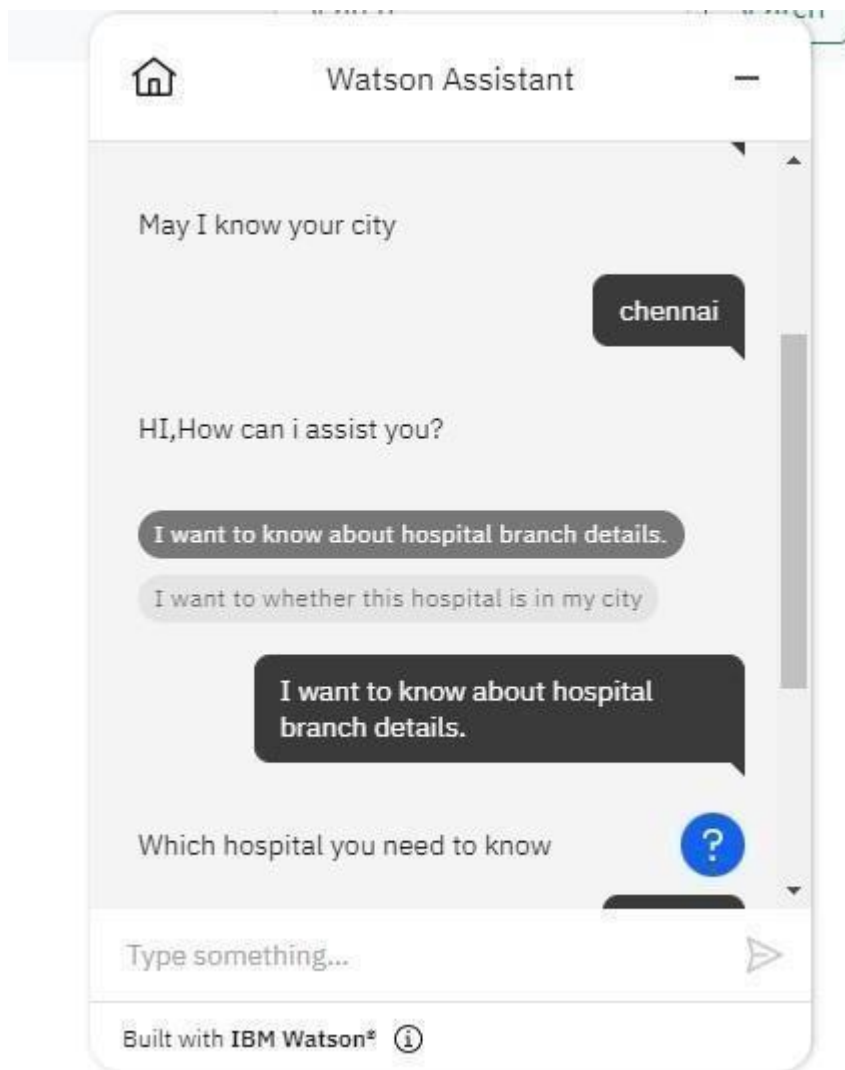 Watson Assistant
May I know your city
chennai
HI,How can i assist you?
I want to know about hospital branch details.
I want to whether this hospital is in my city
I want to know about hospital
branch details.
Which hospital you need to know
?
Type something...
Built with IBM Watson®